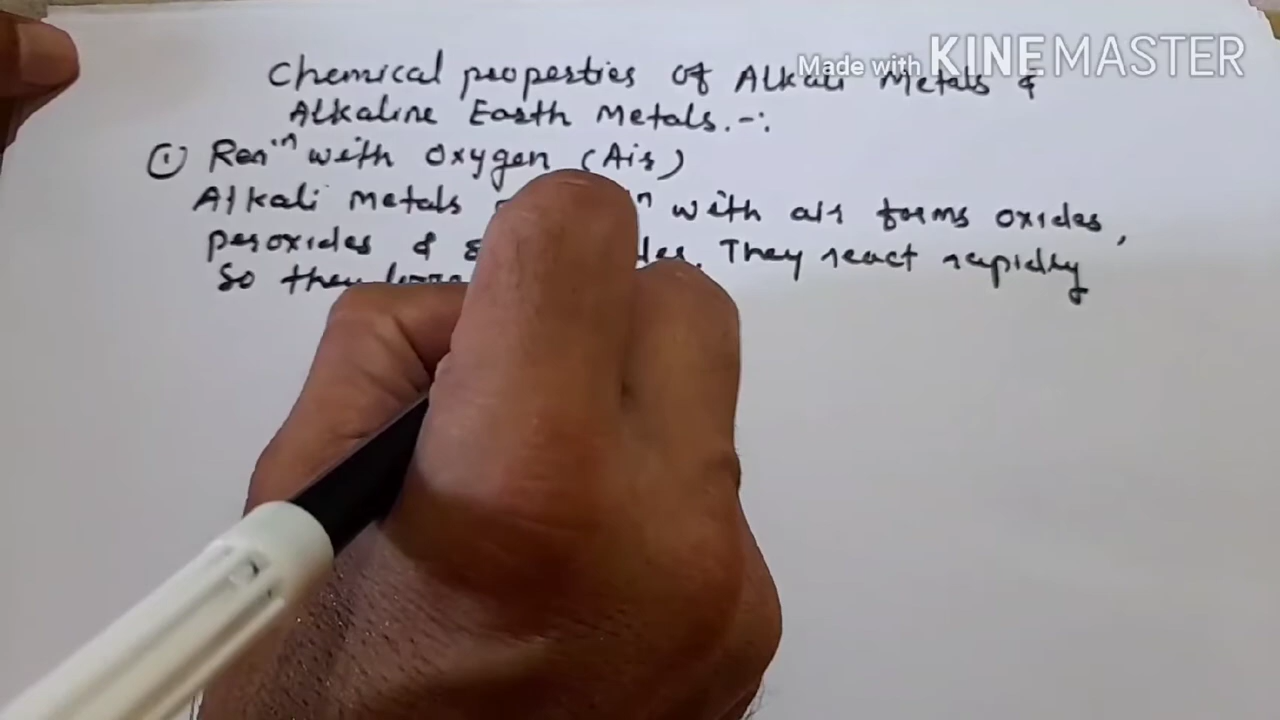 Made with KINEMASTER
Chemical properties of Alkali Metals &
Alkaline Earth Metals.-:
① Reaⁱⁿ with Oxygen (Air)
Alkali metals with air forms oxides,
peroxides & They react rapidly
So they